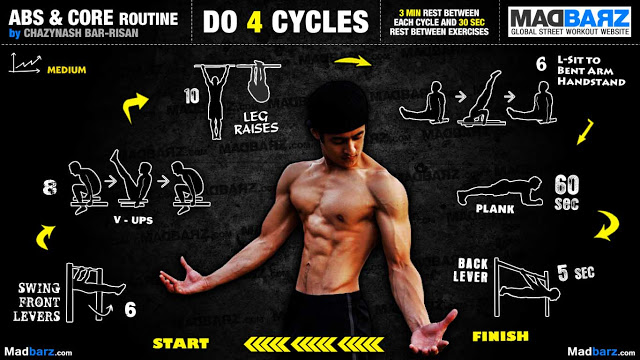 ABS & CORE ROUTINE
by CHAZYNASH BAR-RISAN
DO 4 CYCLES
3 MIN REST BETWEEN
EACH CYCLE AND 30 SEC
REST BETWEEN EXERCISES
MADBARZ
GLOBAL STREET WORKOUT WEBSITE
MEDIUM
10
LEG
RAISES
6
L-SIT TO
BENT ARM
HANDSTAND
8
V - UPS
PLANK
60
SEC
SWING
FRONT
LEVERS
6
BACK
LEVER
5 SEC
START
FINISH
Madbarz.com
Madbarz.com
Madbarz.com